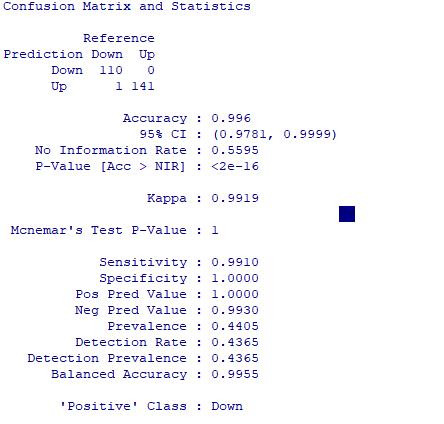 Confusion Matrix and Statistics
Reference
Prediction Down Up
Down 110 0
Up 1 141
Accuracy : 0.996
95% CI : (0.9781, 0.9999)
No Information Rate : 0.5595
P-Value [Acc > NIR] : <2e-16
Kappa : 0.9919
Mcnemar's Test P-Value : 1
Sensitivity : 0.9910
Specificity : 1.0000
Pos Pred Value : 1.0000
Neg Pred Value : 0.9930
Prevalence : 0.4405
Detection Rate : 0.4365
Detection Prevalence : 0.4365
Balanced Accuracy : 0.9955
'Positive' Class : Down